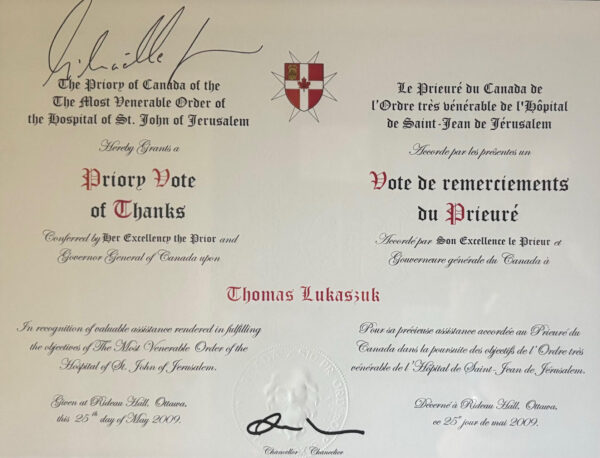 The Priory of Canada of the
The Most Venerable Order of
the Hospital of St. John of Jerusalem
Hereby Grants a
Priory Vote
of Thanks
Conferred by Her Excellency the Prior and
Governor General of Canada upon
Le Prieuré du Canada de
l'Ordre très vénérable de l'Hôpital
de Saint-Jean de Jérusalem
Accorde par les présentes un
Vote de remerciements
du Prieuré
Accordé par Son Excellence le Prieur et
Gouverneure générale du Canada à
Thomas Lukaszuk
In recognition of valuable assistance rendered in fulfilling
the objectives of The Most Venerable Order of the
Hospital of St. John of Jerusalem.
Given at Rideau Hall, Ottawa,
this 25th day of May 2009.
Pour sa précieuse assistance accordée au Prieuré du
Canada dans la poursuite des objectifs de l'Ordre très
vénérable de l'Hôpital de Saint-Jean de Jérusalem.
Décerné à Rideau Hall, Ottawa,
ce 25e jour de mai 2009.
Chancellor / Chancelier